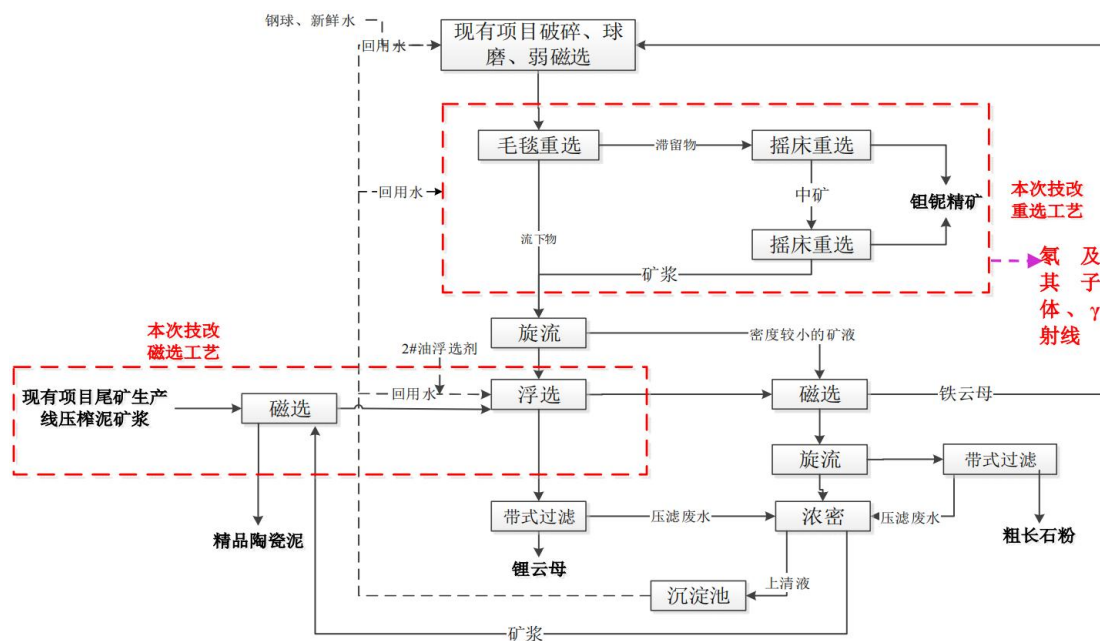 钢球、新鲜水
回用水
现有项目破碎、球
磨、弱磁选
毛毯重选
滞留物
摇床重选
中矿
钽铌精矿
本次技改
重选工艺
回用水
流下物
摇床重选
矿浆
氡及
其子
体、γ
射线
旋流
密度较小的矿液
本次技改
磁选工艺
2#油浮选剂
现有项目尾矿生产
线压榨泥矿浆
磁选
回用水
浮选
磁选
铁云母
旋流
带式过滤
带式过滤
压滤废水
浓密
压滤废水
精品陶瓷泥
锂云母
粗长石粉
上清液
沉淀池
矿浆